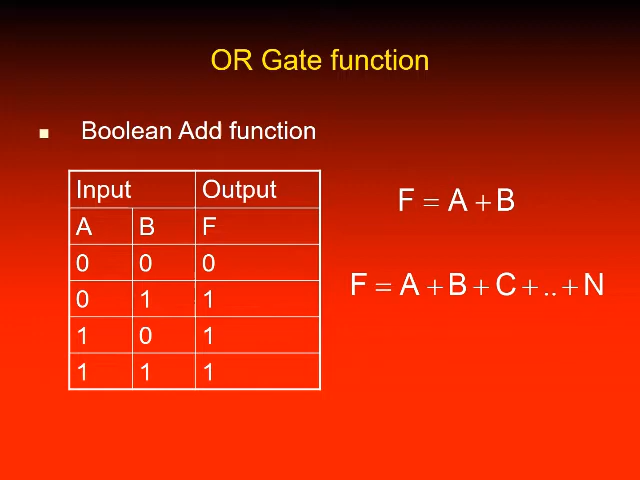 OR Gate function
Boolean Add function
Input Output
A B F
0 0 0
0 1 1
1 0 1
1 1 1
F = A + B
F = A + B + C + .. + N